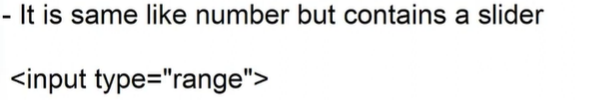 - It is same like number but contains a slider
<input type="range">